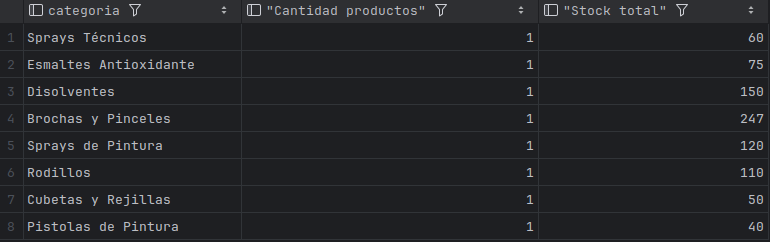 categoria "Cantidad productos" "Stock total"
1 Sprays Técnicos 1 60
2 Esmaltes Antioxidante 1 75
3 Disolventes 1 150
4 Brochas y Pinceles 1 247
5 Sprays de Pintura 1 120
6 Rodillos 1 110
7 Cubetas y Rejillas 1 50
8 Pistolas de Pintura 1 40